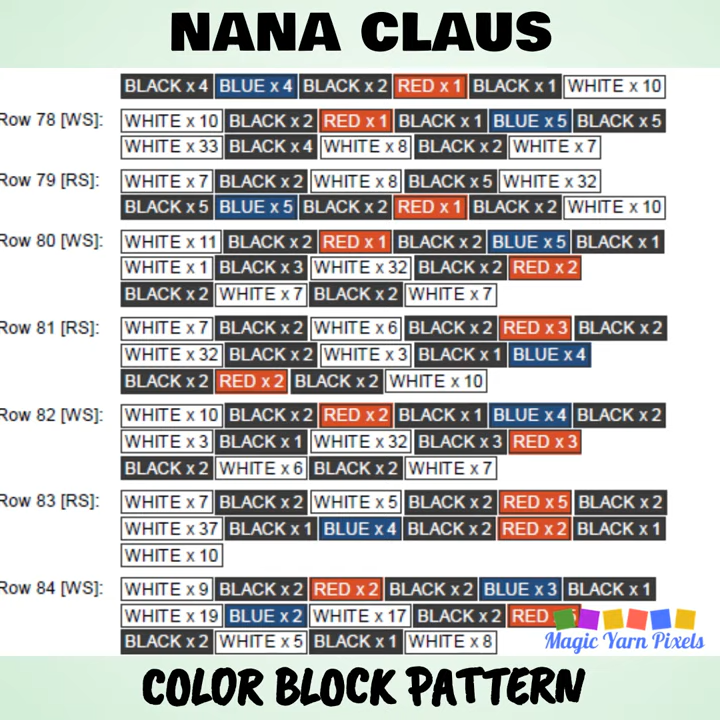 NANA CLAUS
BLACK x 4 BLUE x 4 BLACK x 2 RED x 1 BLACK x 1 WHITE x 10
Row 78 [WS]: WHITE x 10 BLACK x 2 RED x 1 BLACK x 1 BLUE x 5 BLACK x 5
WHITE x 33 BLACK x 4 WHITE x 8 BLACK x 2 WHITE x 7
Row 79 [RS]: WHITE x 7 BLACK x 2 WHITE x 8 BLACK x 5 WHITE x 32
BLACK x 5 BLUE x 5 BLACK x 2 RED x 1 BLACK x 2 WHITE x 10
Row 80 [WS]: WHITE x 11 BLACK x 2 RED x 1 BLACK x 2 BLUE x 5 BLACK x 1
WHITE x 1 BLACK x 3 WHITE x 32 BLACK x 2 RED x 2
BLACK x 2 WHITE x 7 BLACK x 2 WHITE x 7
Row 81 [RS]: WHITE x 7 BLACK x 2 WHITE x 6 BLACK x 2 RED x 3 BLACK x 2
WHITE x 32 BLACK x 2 WHITE x 3 BLACK x 1 BLUE x 4
BLACK x 2 RED x 2 BLACK x 2 WHITE x 10
Row 82 [WS]: WHITE x 10 BLACK x 2 RED x 2 BLACK x 1 BLUE x 4 BLACK x 2
WHITE x 3 BLACK x 1 WHITE x 32 BLACK x 3 RED x 3
BLACK x 2 WHITE x 6 BLACK x 2 WHITE x 7
Row 83 [RS]: WHITE x 7 BLACK x 2 WHITE x 5 BLACK x 2 RED x 5 BLACK x 2
WHITE x 37 BLACK x 1 BLUE x 4 BLACK x 2 RED x 2 BLACK x 1
WHITE x 10
Row 84 [WS]: WHITE x 9 BLACK x 2 RED x 2 BLACK x 2 BLUE x 3 BLACK x 1
WHITE x 19 BLUE x 2 WHITE x 17 BLACK x 2 RED
BLACK x 2 WHITE x 5 BLACK x 1 WHITE x 8
Magic Yarn Pixels
COLOR BLOCK PATTERN